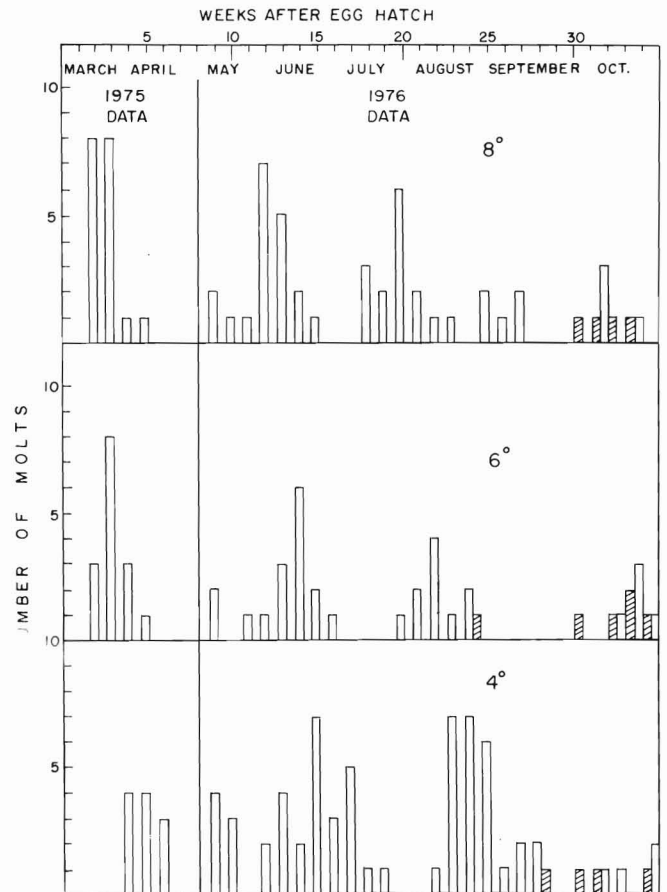 WEEKS AFTER EGG HATCH
5 10 15 20 25 30
MARCH APRIL MAY JUNE JULY AUGUST SEPTEMBER OCT.
1975 DATA
1976 DATA
8°
10
5
6°
10
5
4°
10
5
MBER OF MOLTS